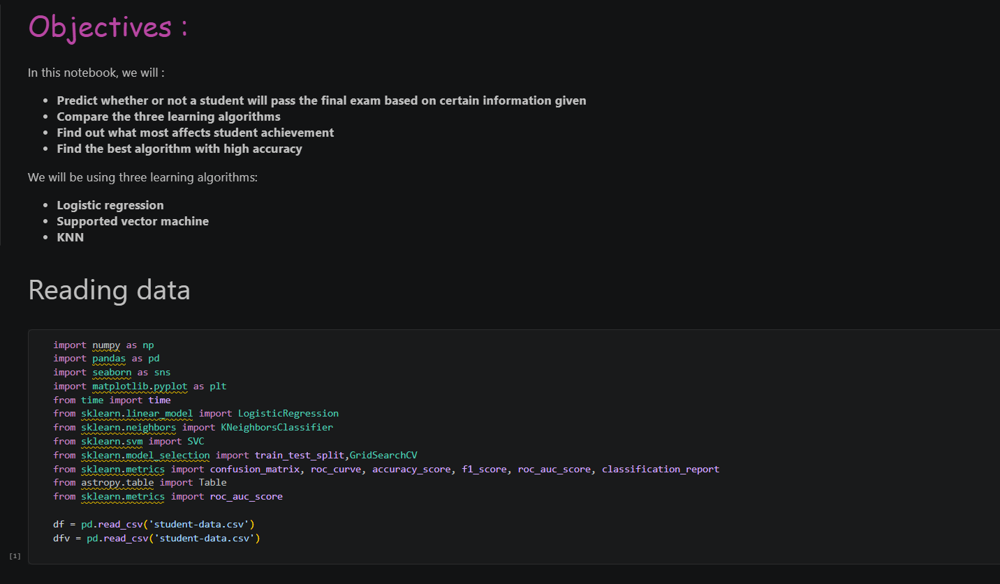 Objectives :
In this notebook, we will :
• Predict whether or not a student will pass the final exam based on certain information given
• Compare the three learning algorithms
• Find out what most affects student achievement
• Find the best algorithm with high accuracy
We will be using three learning algorithms:
• Logistic regression
• Supported vector machine
• KNN
Reading data
import numpy as np
import pandas as pd
import seaborn as sns
import matplotlib.pyplot as plt
from time import time
from sklearn.linear_model import LogisticRegression
from sklearn.neighbors import KNeighborsClassifier
from sklearn.svm import SVC
from sklearn.model_selection import train_test_split,GridSearchCV
from sklearn.metrics import confusion_matrix, roc_curve, accuracy_score, f1_score, roc_auc_score, classification_report
from astropy.table import Table
from sklearn.metrics import roc_auc_score
df = pd.read_csv('student-data.csv')
dfv = pd.read_csv('student-data.csv')
[1]